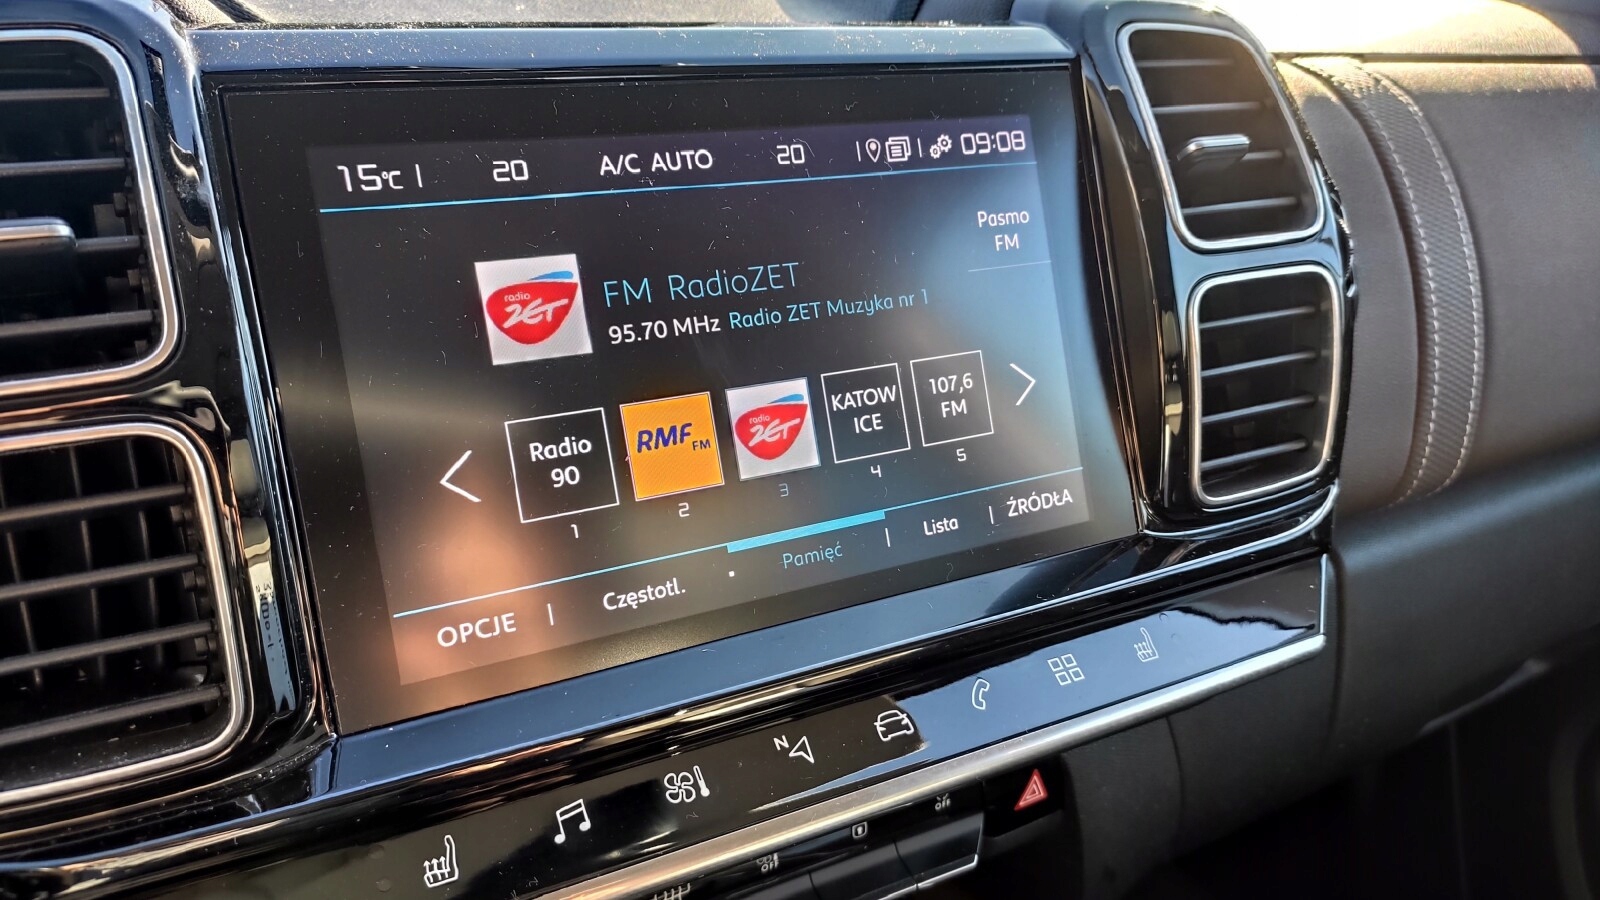 15°C | 20 A/C AUTO 20 | | 09:08
Pasmo
FM
radio
ZET
FM RadioZET
95.70 MHz Radio ZET Muzyka nr 1
Radio
90
RMF FM
radio
ZET
KATOW
ICE
107,6
FM
1 2 3 4 5
OPCJE | Częstotl. Pamięć | Lista | ŹRÓDŁA
N
OFF
OFF